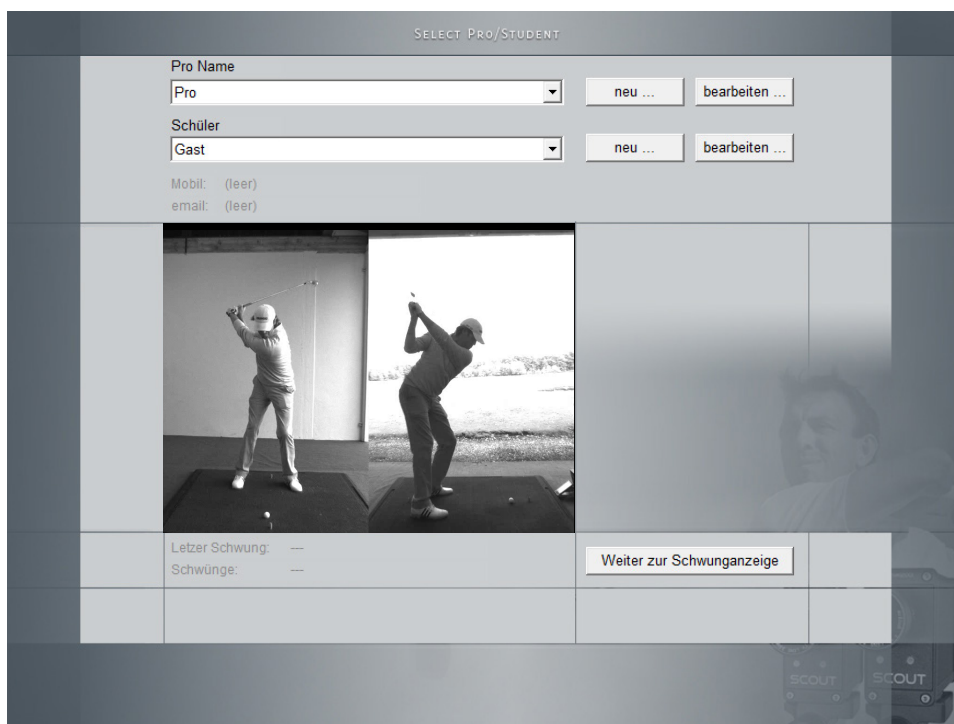 Select Pro/Student
Pro Name
Pro
neu ...
bearbeiten ...
Schüler
Gast
neu ...
bearbeiten ...
Mobil: (leer)
email: (leer)
Letzer Schwung: ---
Schwünge: ---
Weiter zur Schwunganzeige
SCOUT
SCOUT